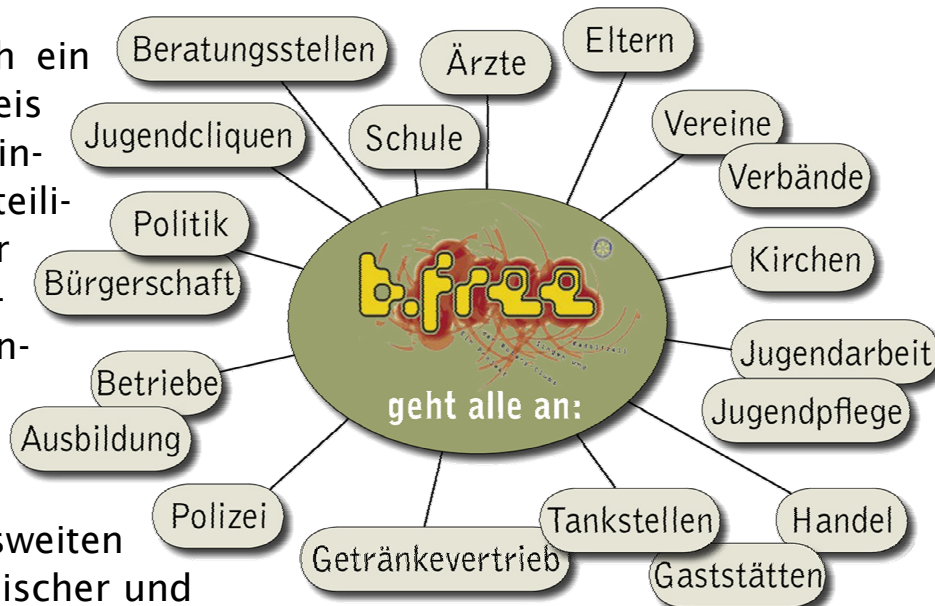 h ein
eis
in-
teili-
r
-
n-
sweiten
ischer und
Beratungsstellen
Ärzte
Eltern
Jugendcliquen
Schule
Vereine
Verbände
Politik
Bürgerschaft
Kirchen
b.free
geht alle an:
Betriebe
Ausbildung
Jugendarbeit
Jugendpflege
Polizei
Getränkevertrieb
Tankstellen
Gaststätten
Handel